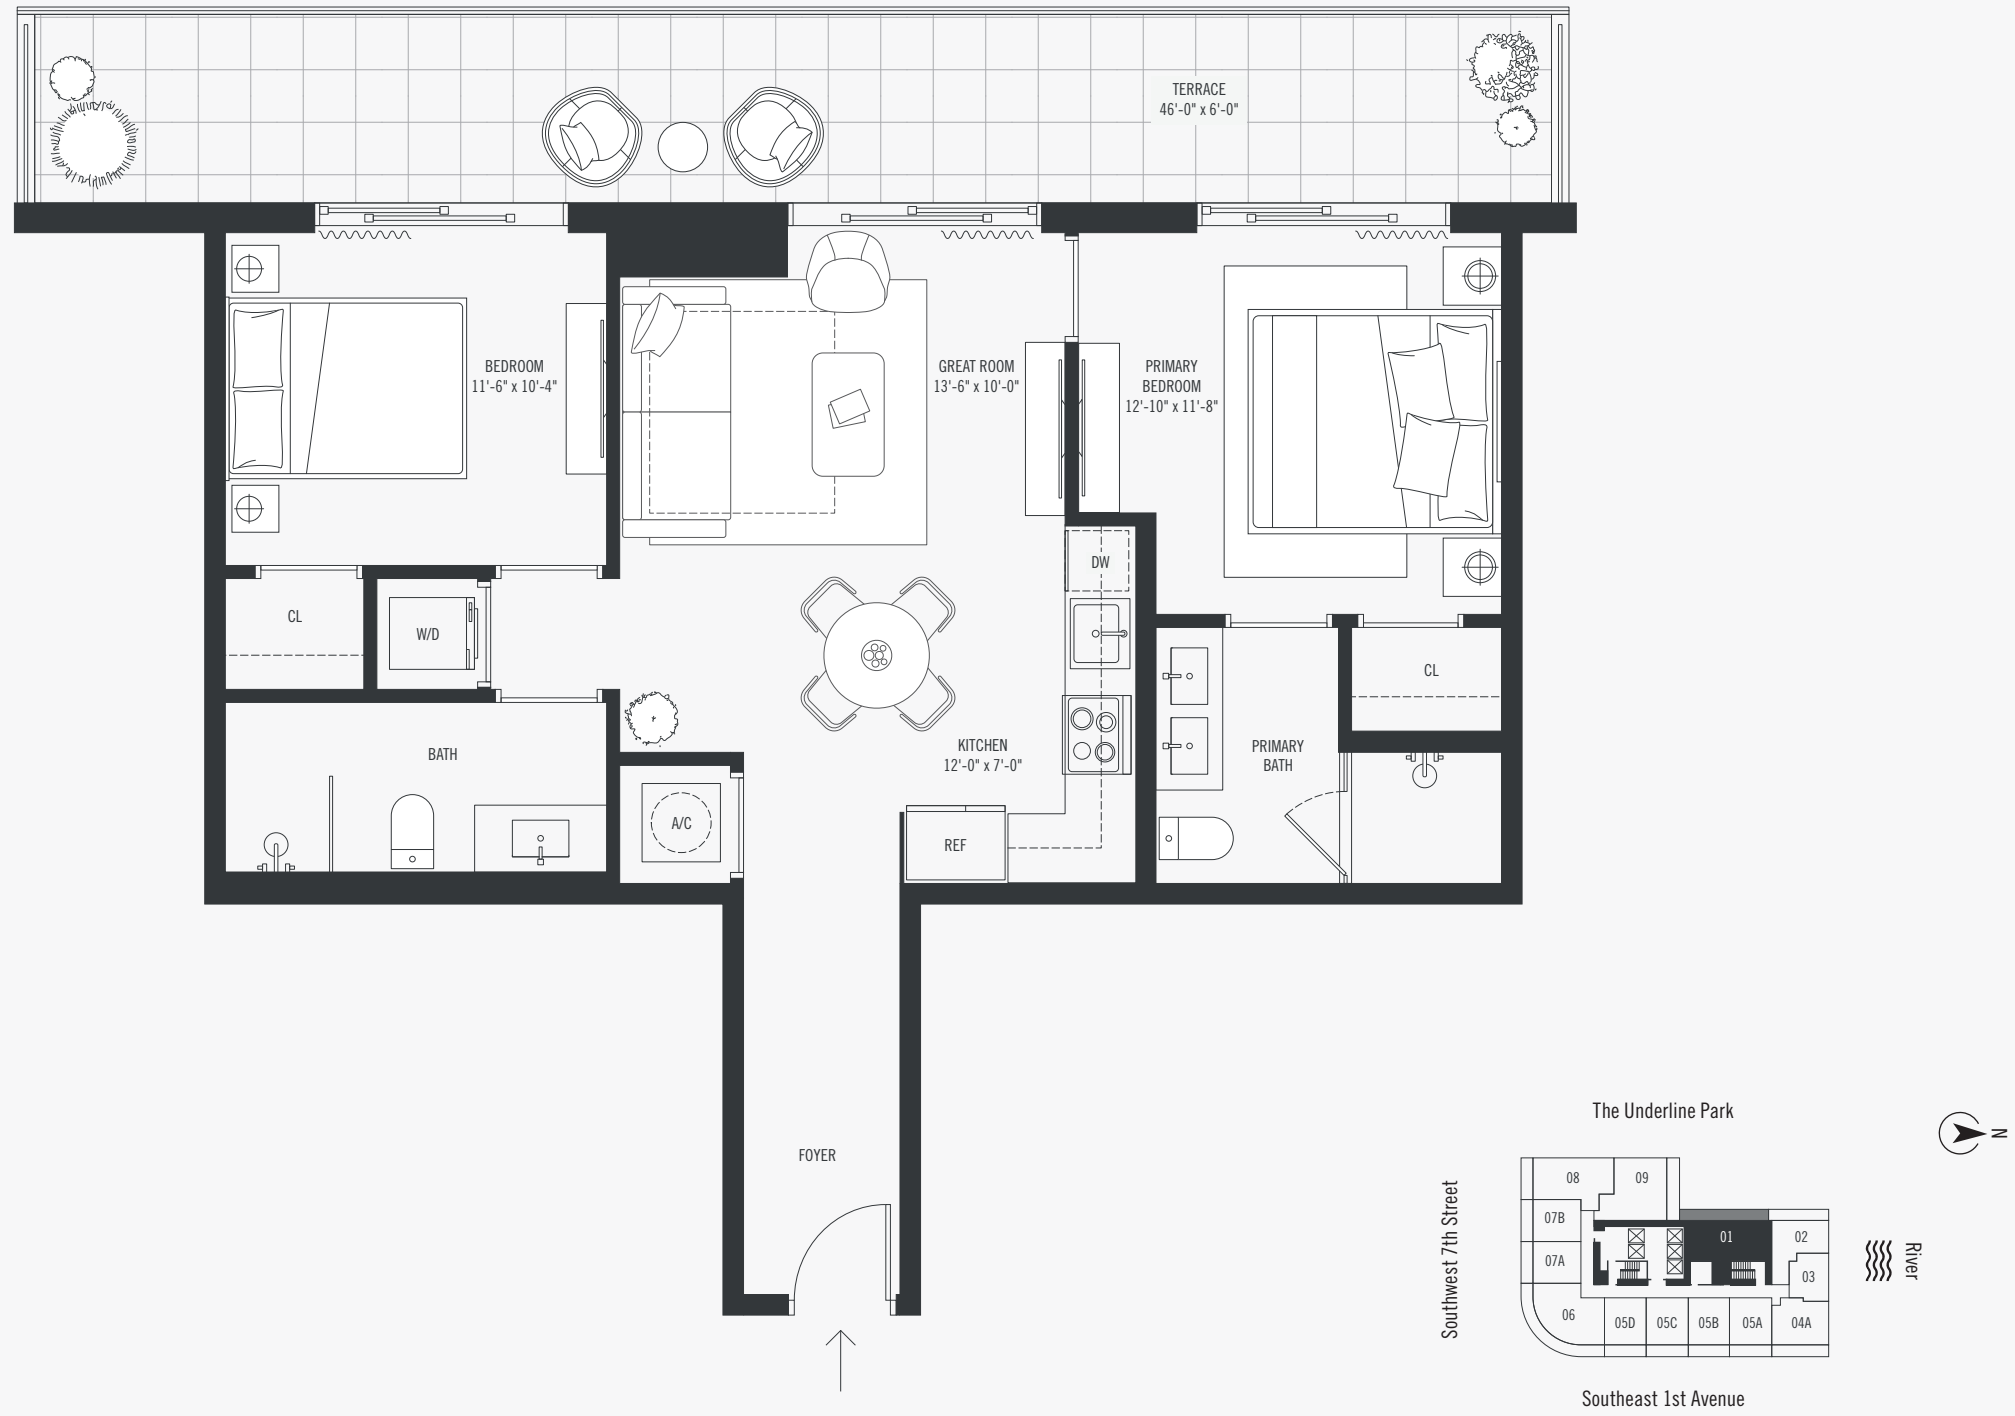 TERRACE
46'-0" x 6'-0"
BEDROOM
11'-6" x 10'-4"
GREAT ROOM
13'-6" x 10'-0"
PRIMARY
BEDROOM
12'-10" x 11'-8"
DW
CL
W/D
CL
BATH
KITCHEN
12'-0" x 7'-0"
PRIMARY
BATH
A/C
REF
FOYER
The Underline Park
N
Southwest 7th Street
08
09
07B
01
02
07A
03
06
05D
05C
05B
05A
04A
River
Southeast 1st Avenue